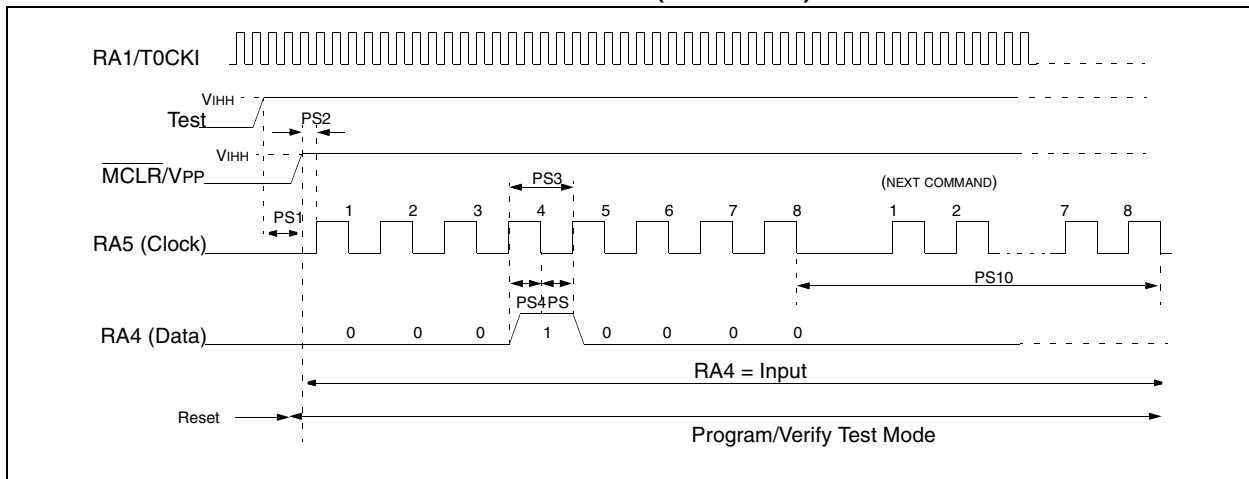 RA1/T0CKI
VIHH
Test
PS2
VIHH
MCLR/VPP
PS3
(NEXT COMMAND)
PS1
1 2 3 4 5 6 7 8 1 2 7 8
RA5 (Clock)
PS10
PS4PS
RA4 (Data)
0 0 0 1 0 0 0 0
RA4 = Input
Reset
Program/Verify Test Mode